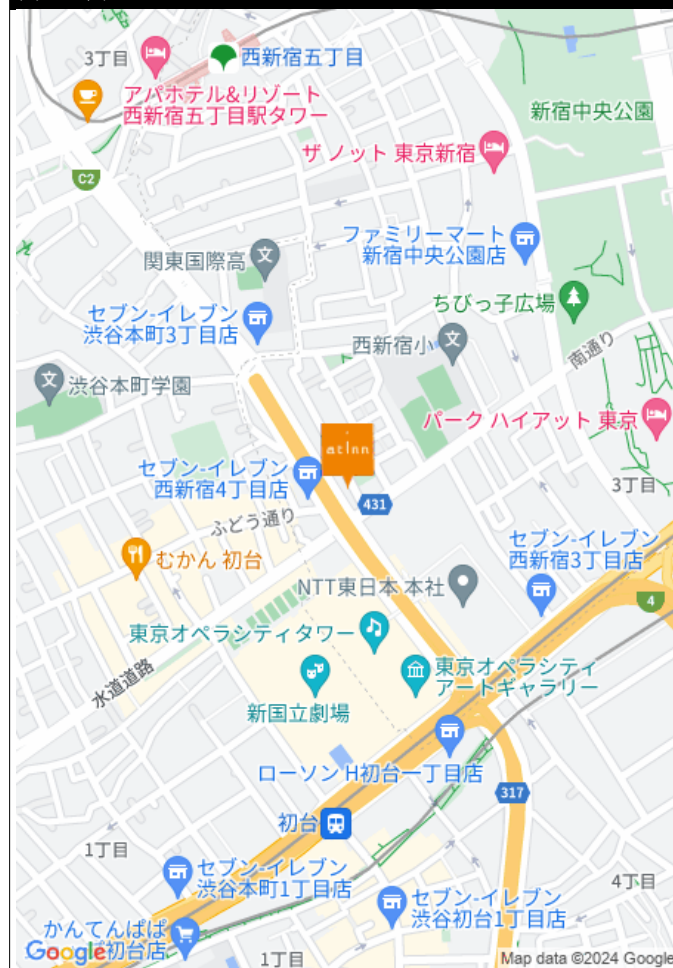 3丁目
西新宿五丁目
アパホテル&リゾート
西新宿五丁目駅タワー
新宿中央公園
ザ ノット 東京新宿
C2
ファミリーマート
新宿中央公園店
関東国際高
ちびっ子広場
セブン-イレブン
渋谷本町3丁目店
西新宿小
南通り
渋谷本町学園
パーク ハイアット 東京
at Inn
セブン-イレブン
西新宿4丁目店
3丁目
431
ふどう通り
セブン-イレブン
西新宿3丁目店
むかん 初台
NTT東日本 本社
4
東京オペラシティタワー
東京オペラシティ
アートギャラリー
水道道路
新国立劇場
ローソン H初台一丁目店
317
初台
1丁目
セブン-イレブン
渋谷本町1丁目店
4丁目
セブン-イレブン
渋谷初台1丁目店
かんてんぱぱ
初台店
Google
1丁目
Map data ©2024 Google